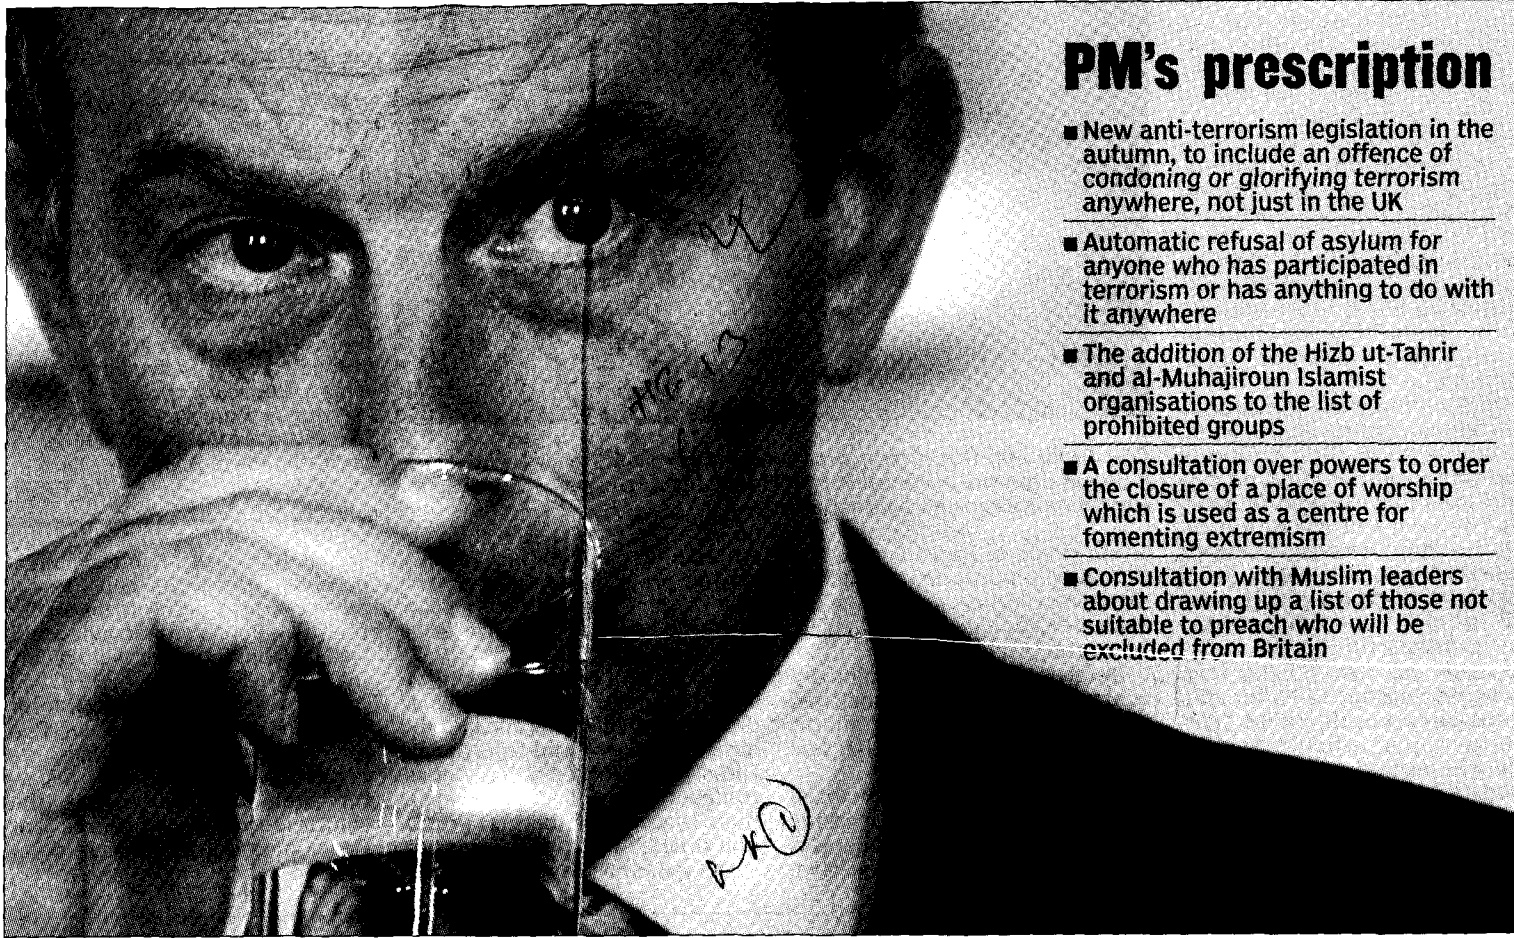 PM's prescription
■ New anti-terrorism legislation in the
autumn, to include an offence of
condoning or glorifying terrorism
anywhere, not just in the UK
■ Automatic refusal of asylum for
anyone who has participated in
terrorism or has anything to do with
it anywhere
■ The addition of the Hizb ut-Tahrir
and al-Muhajiroun Islamist
organisations to the list of
prohibited groups
■ A consultation over powers to order
the closure of a place of worship
which is used as a centre for
fomenting extremism
■ Consultation with Muslim leaders
about drawing up a list of those not
suitable to preach who will be
excluded from Britain